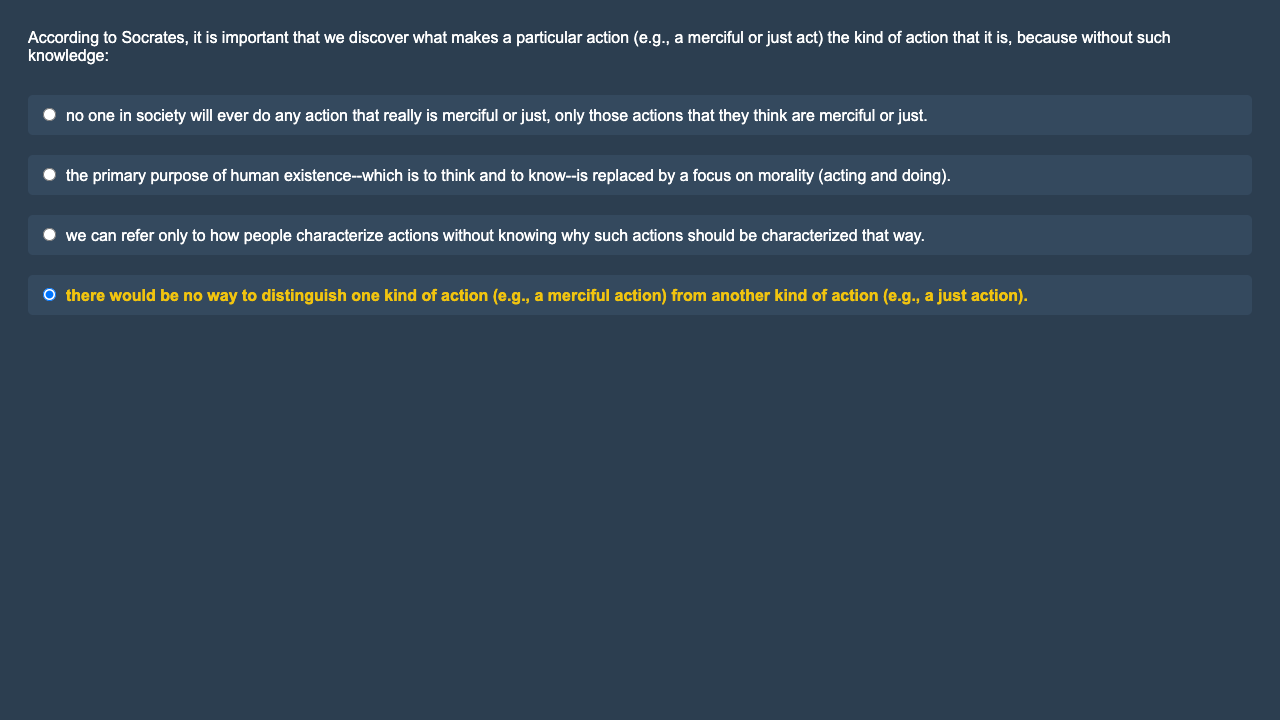 According to Socrates, it is important that we discover what makes a particular action (e.g., a merciful or just act) the kind of action that it is, because without such
knowledge:
no one in society will ever do any action that really is merciful or just, only those actions that they think are merciful or just.
the primary purpose of human existence--which is to think and to know--is replaced by a focus on morality (acting and doing).
we can refer only to how people characterize actions without knowing why such actions should be characterized that way.
there would be no way to distinguish one kind of action (e.g., a merciful action) from another kind of action (e.g., a just action).